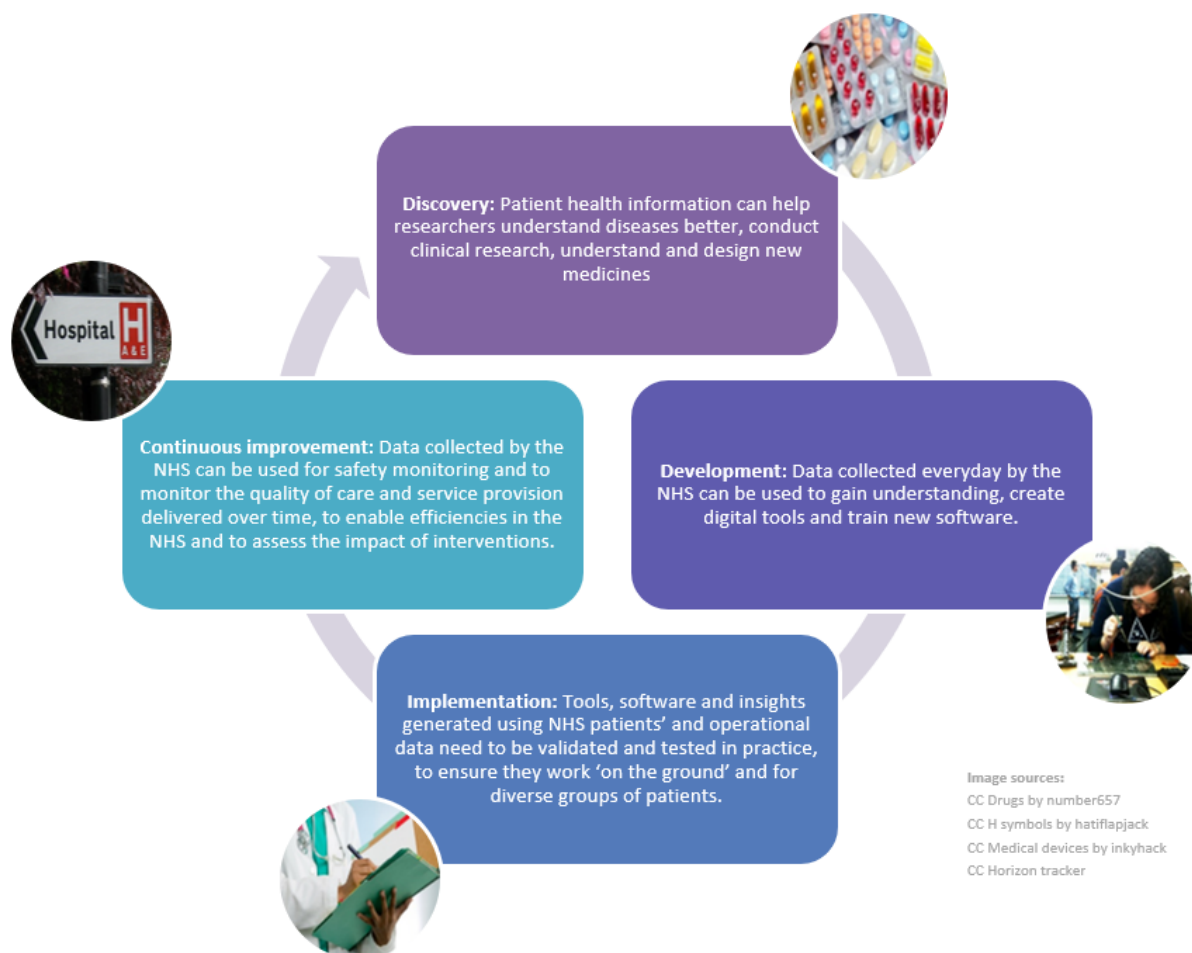 Discovery: Patient health information can help
researchers understand diseases better, conduct
clinical research, understand and design new
medicines
Hospital H
A & E
Continuous improvement: Data collected by the
NHS can be used for safety monitoring and to
monitor the quality of care and service provision
delivered over time, to enable efficiencies in the
NHS and to assess the impact of interventions.
Development: Data collected everyday by the
NHS can be used to gain understanding, create
digital tools and train new software.
Implementation: Tools, software and insights
generated using NHS patients’ and operational
data need to be validated and tested in practice,
to ensure they work ‘on the ground’ and for
diverse groups of patients.
Image sources:
CC Drugs by number657
CC H symbols by hatiflapjack
CC Medical devices by inkyhack
CC Horizon tracker